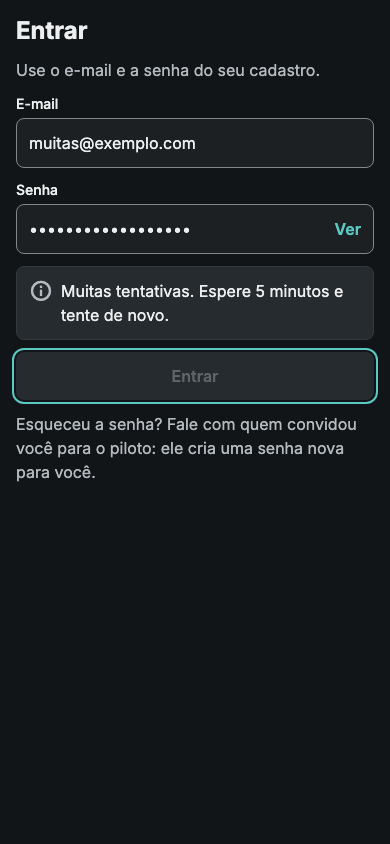 Entrar
Use o e-mail e a senha do seu cadastro.
E-mail
muitas@exemplo.com
Senha
••••••••••••••••••
Ver
Muitas tentativas. Espere 5 minutos e
tente de novo.
Entrar
Esqueceu a senha? Fale com quem convidou
você para o piloto: ele cria uma senha nova
para você.